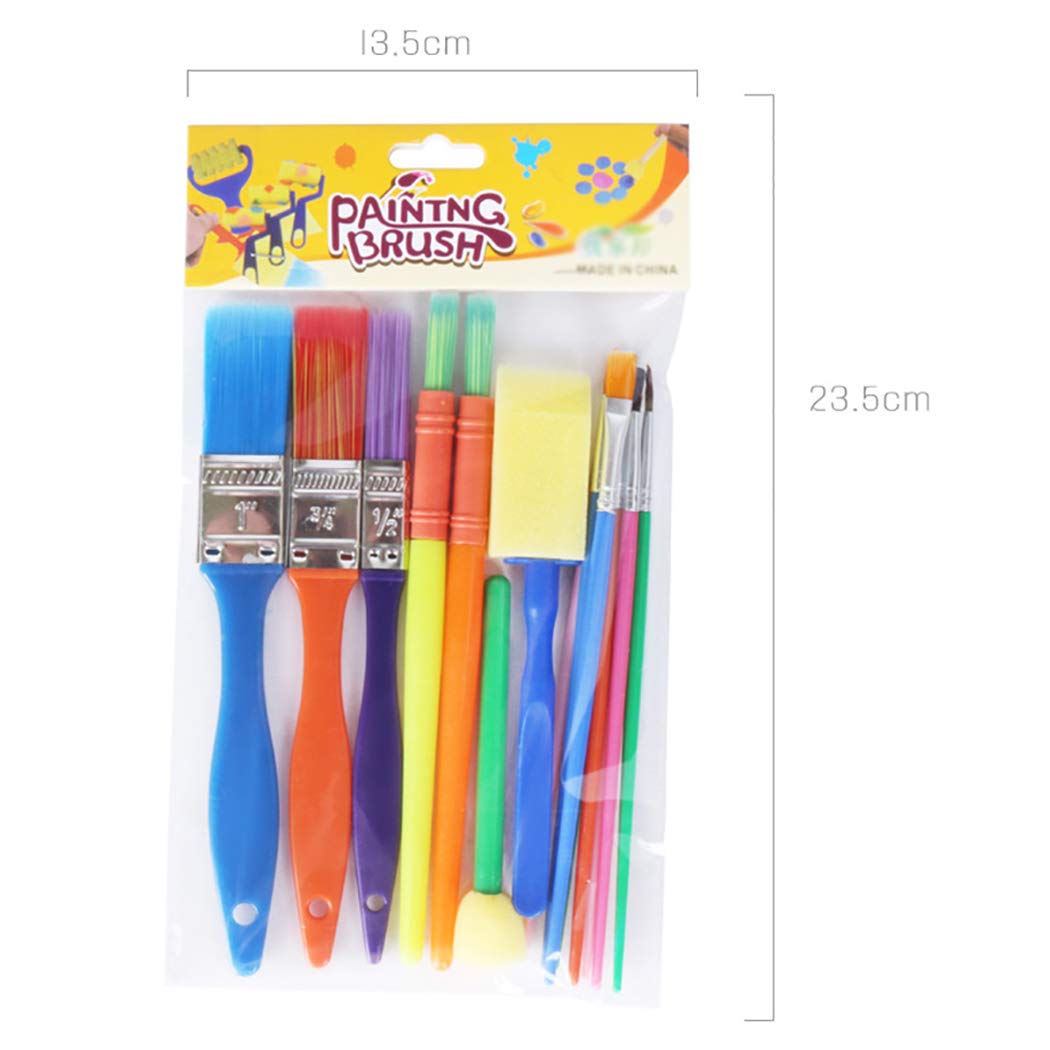 13.5cm
PAINTNG
BRUSH
MADE IN CHINA
23.5cm
1"
3/4"
1/2"